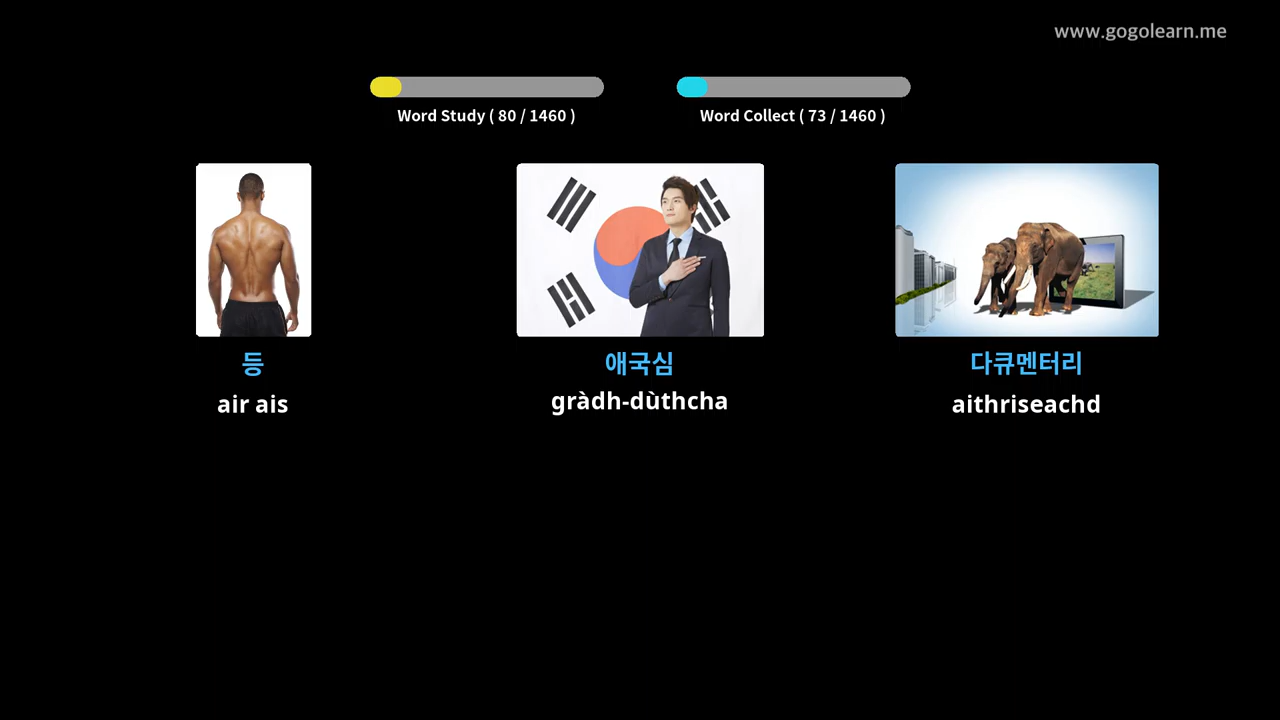 www.gogolearn.me
Word Study ( 80 / 1460 )
Word Collect ( 73 / 1460 )
등
애국심
다큐멘터리
air ais
gràdh-dùthcha
aithriseachd